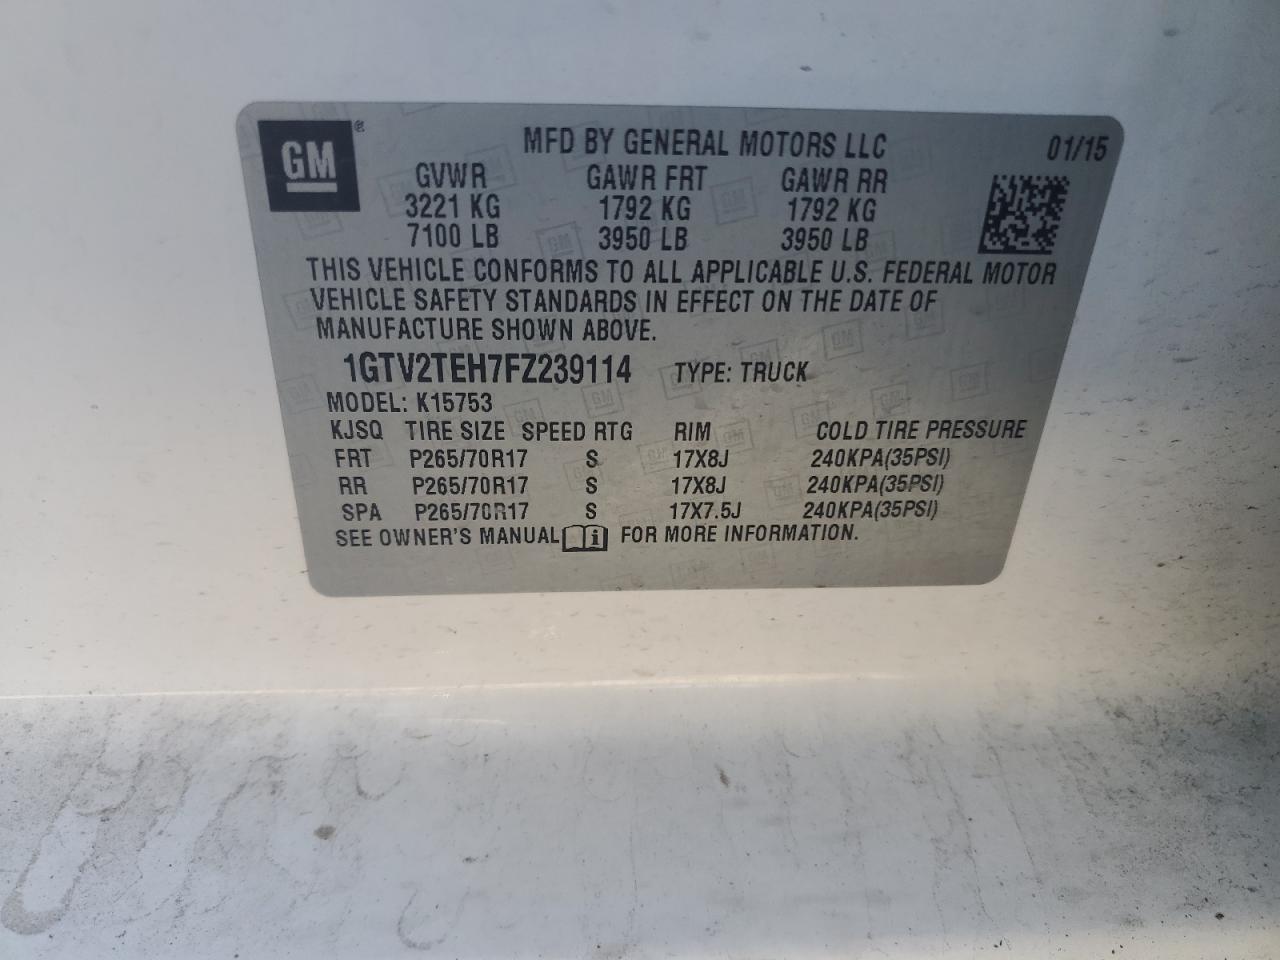 GM®
MFD BY GENERAL MOTORS LLC 01/15
GVWR GAWR FRT GAWR RR
3221 KG 1792 KG 1792 KG
7100 LB 3950 LB 3950 LB
THIS VEHICLE CONFORMS TO ALL APPLICABLE U.S. FEDERAL MOTOR
VEHICLE SAFETY STANDARDS IN EFFECT ON THE DATE OF
MANUFACTURE SHOWN ABOVE.
1GTV2TEH7FZ239114 TYPE: TRUCK
MODEL: K15753
KJSQ TIRE SIZE SPEED RTG RIM COLD TIRE PRESSURE
FRT P265/70R17 S 17X8J 240KPA(35PSI)
RR P265/70R17 S 17X8J 240KPA(35PSI)
SPA P265/70R17 S 17X7.5J 240KPA(35PSI)
SEE OWNER'S MANUAL i FOR MORE INFORMATION.